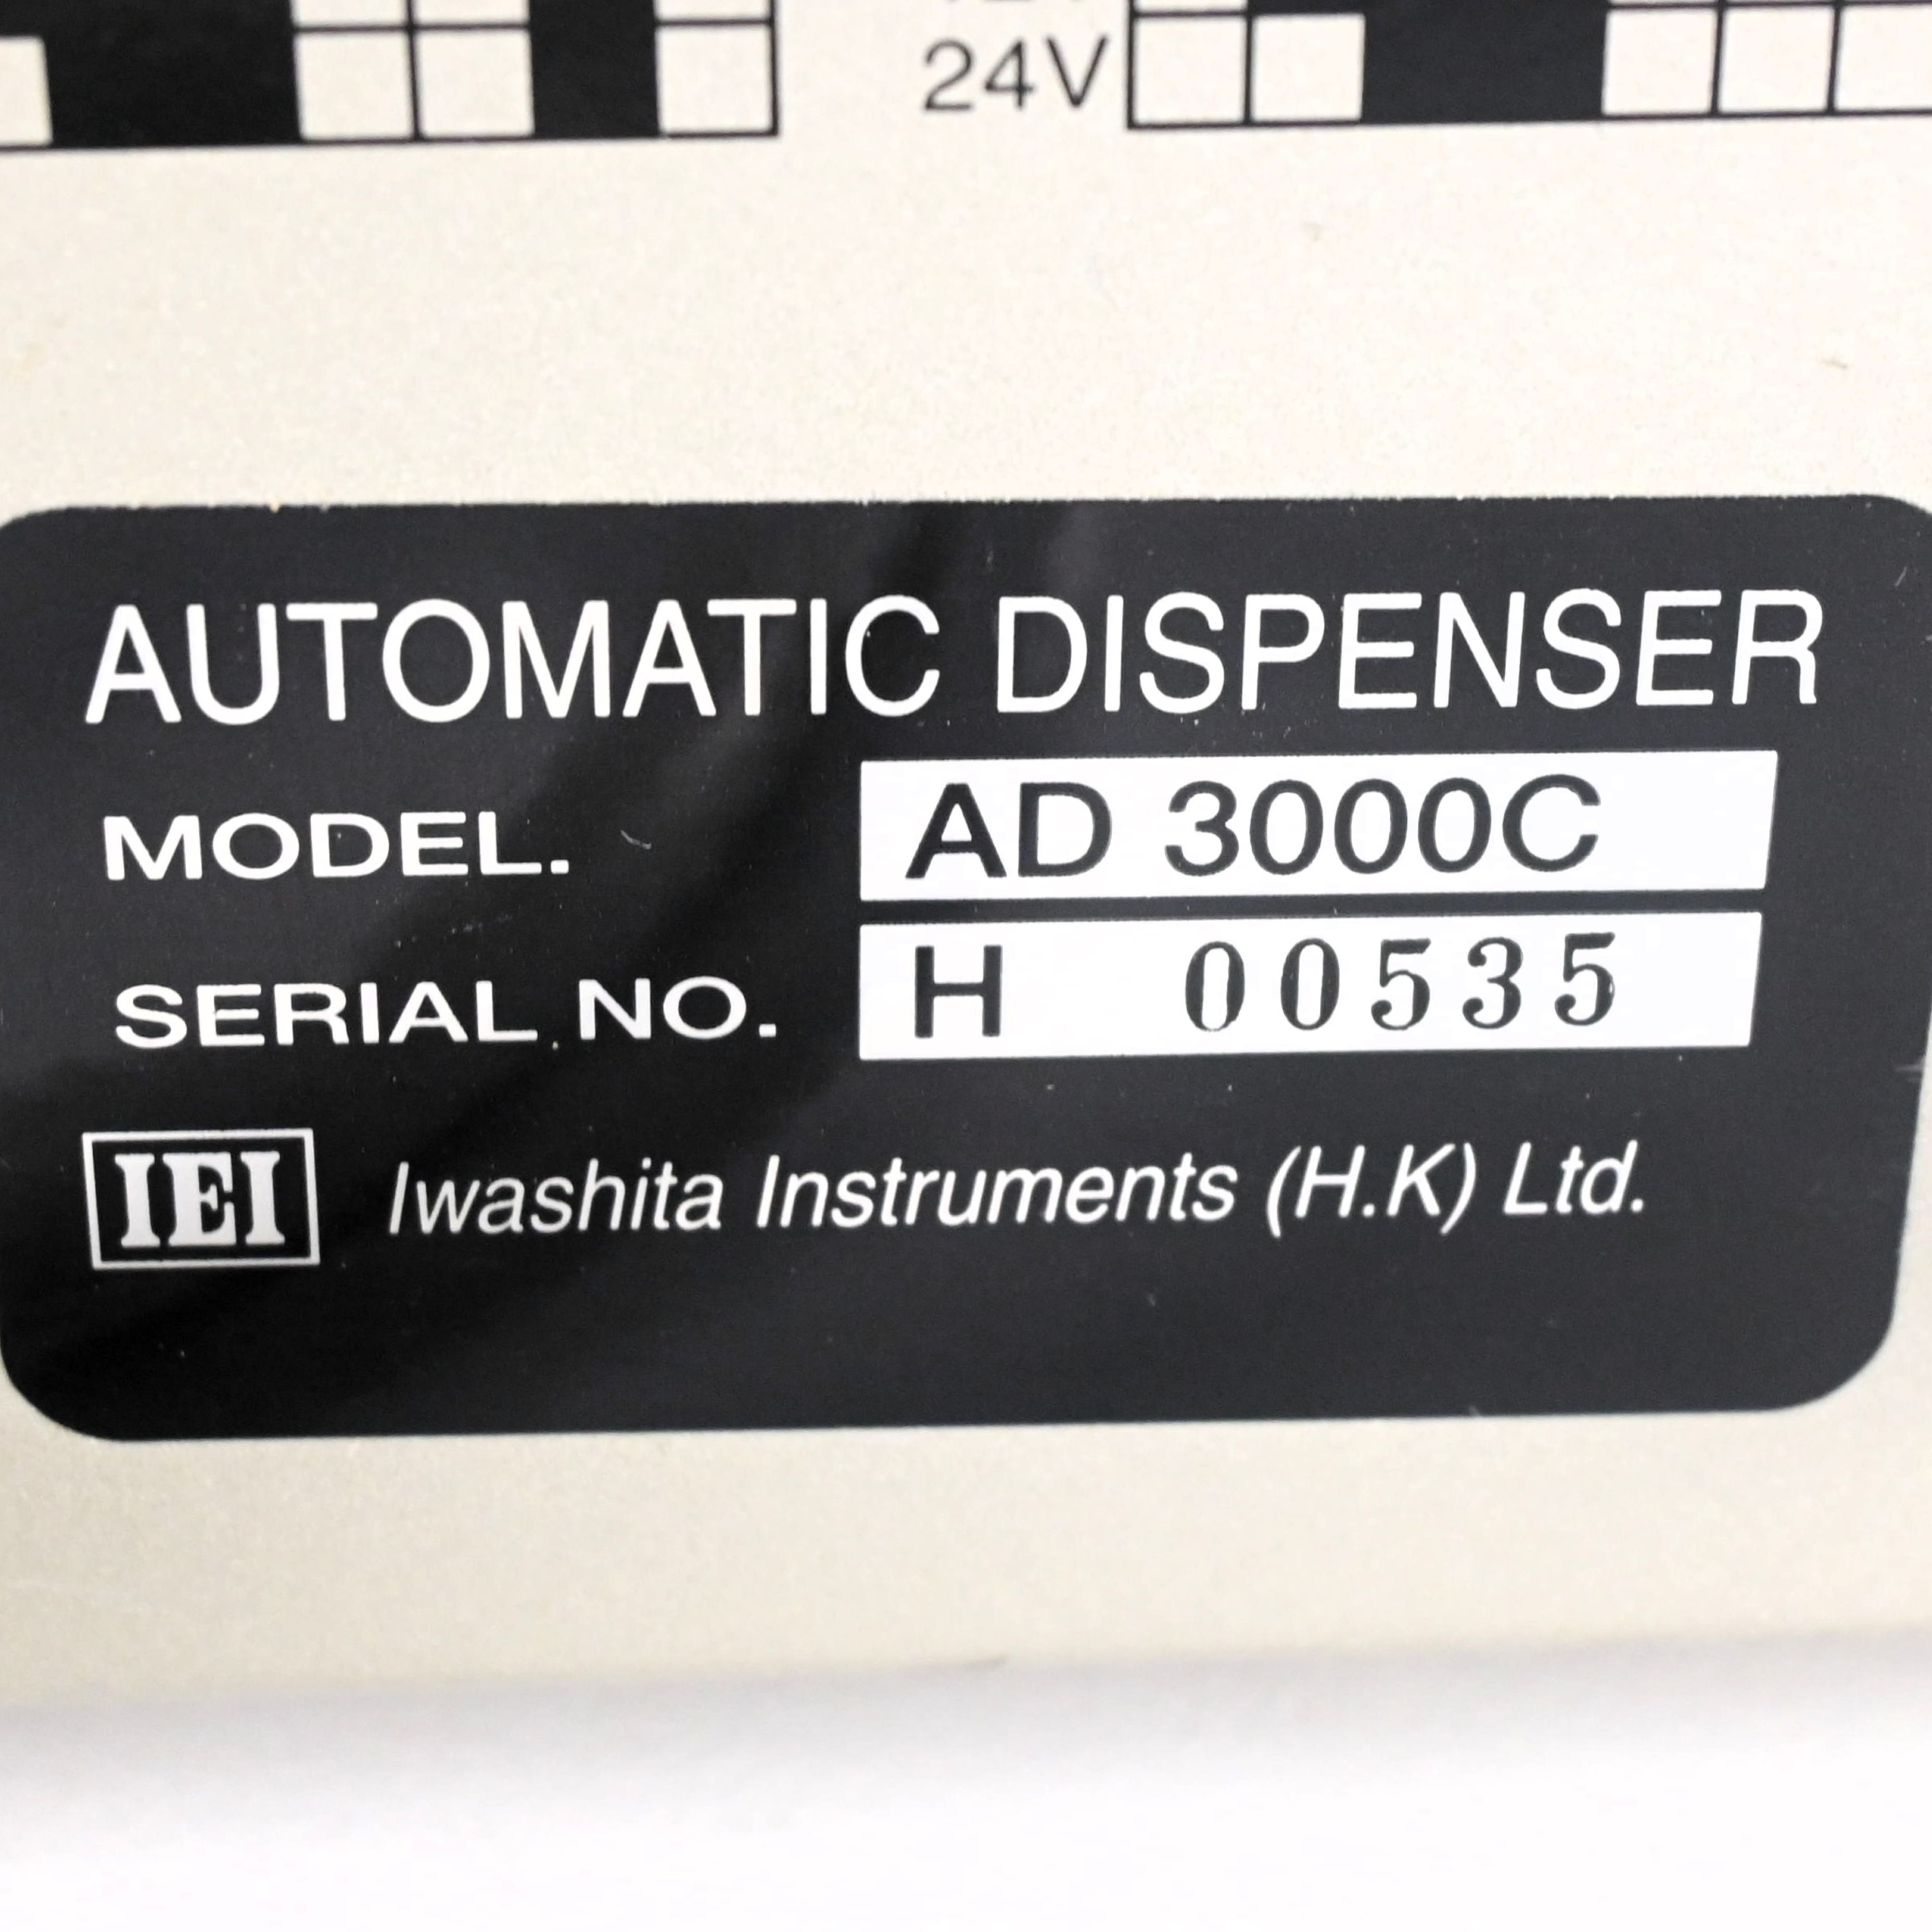 24V
AUTOMATIC DISPENSER
MODEL. AD 3000C
SERIAL NO. H 00535
IEI Iwashita Instruments (H.K) Ltd.